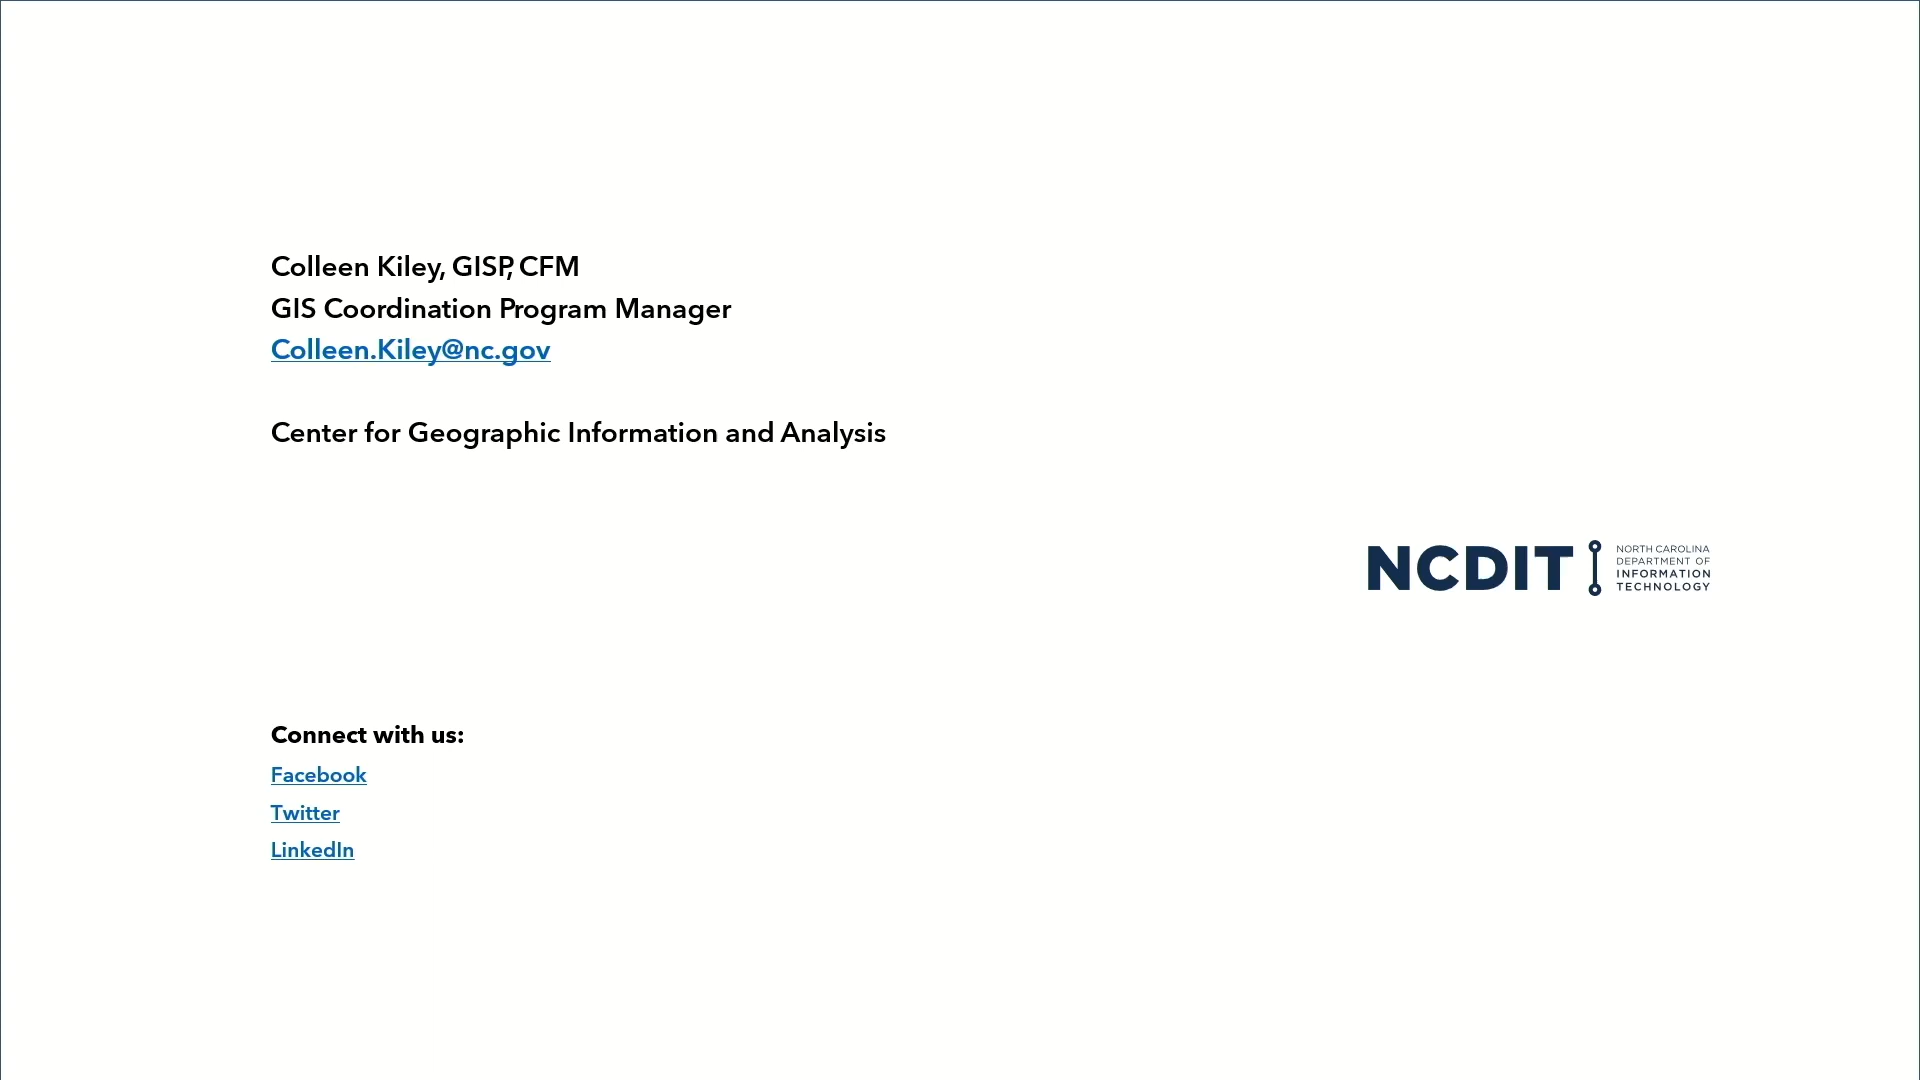 Colleen Kiley, GISP, CFM
GIS Coordination Program Manager
Colleen.Kiley@nc.gov
Center for Geographic Information and Analysis
NCDIT
NORTH CAROLINA
DEPARTMENT OF
INFORMATION
TECHNOLOGY
Connect with us:
Facebook
Twitter
LinkedIn